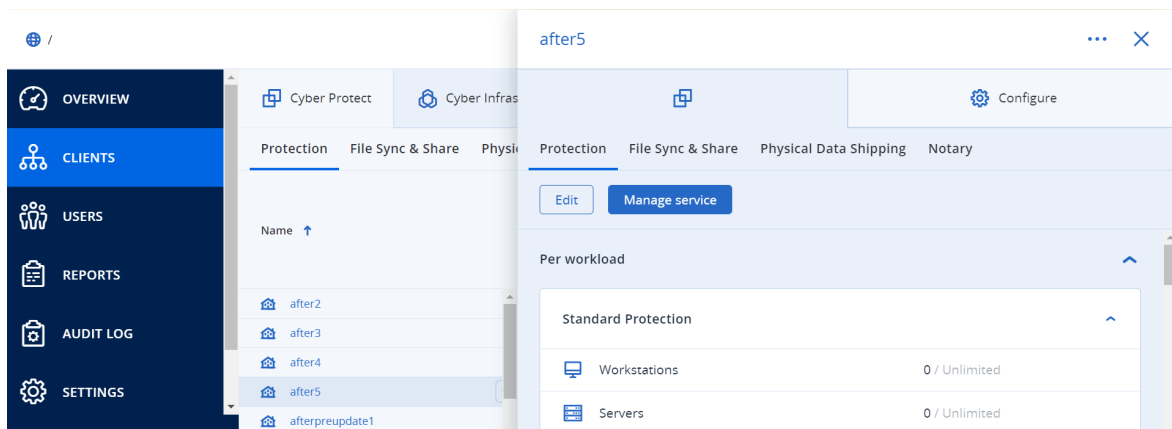 /
after5
OVERVIEW
CLIENTS
USERS
REPORTS
AUDIT LOG
SETTINGS
Cyber Protect
Cyber Infras
Protection File Sync & Share Physi
Name
after2
after3
after4
after5
afterpreupdate1
Configure
Protection File Sync & Share Physical Data Shipping Notary
Edit Manage service
Per workload
Standard Protection
Workstations 0 / Unlimited
Servers 0 / Unlimited